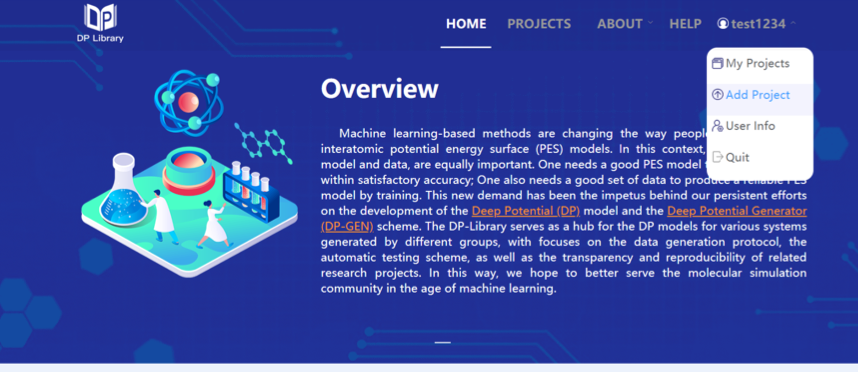 DP
DP Library
HOME PROJECTS ABOUT HELP test1234
My Projects
Add Project
User Info
Quit
Overview
Machine learning-based methods are changing the way people
interatomic potential energy surface (PES) models. In this context,
model and data, are equally important. One needs a good PES model
within satisfactory accuracy; One also needs a good set of data to produce a reliable PES
model by training. This new demand has been the impetus behind our persistent efforts
on the development of the Deep Potential (DP) model and the Deep Potential Generator
(DP-GEN) scheme. The DP-Library serves as a hub for the DP models for various systems
generated by different groups, with focuses on the data generation protocol, the
automatic testing scheme, as well as the transparency and reproducibility of related
research projects. In this way, we hope to better serve the molecular simulation
community in the age of machine learning.